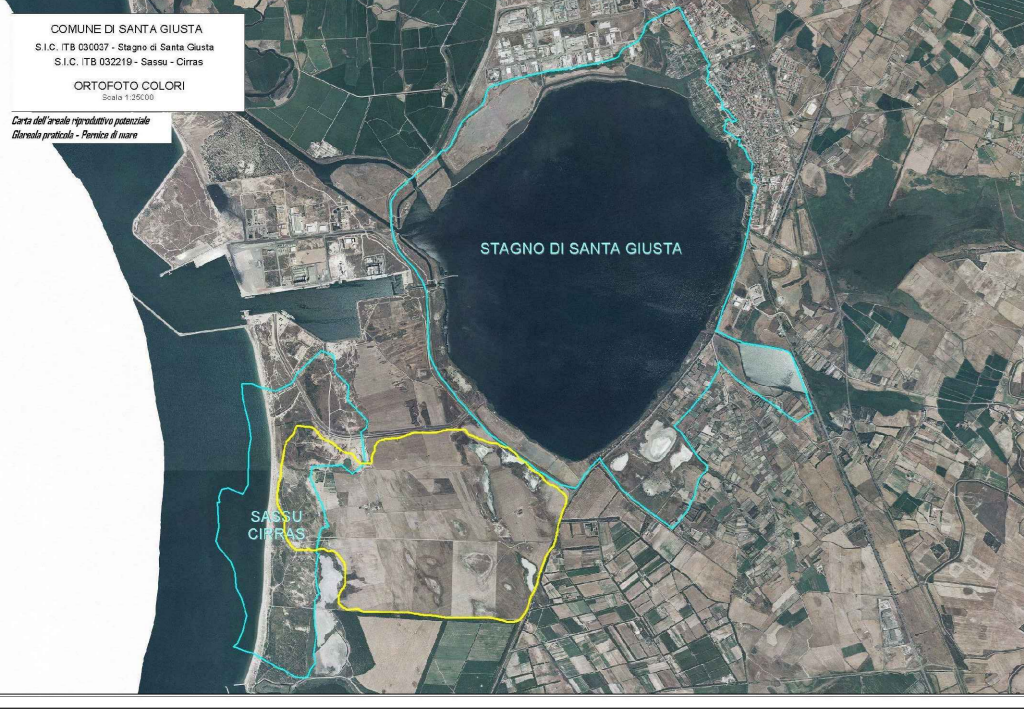 COMUNE DI SANTA GIUSTA
S.I.C. ITB 030037 - Stagno di Santa Giusta
S.I.C. ITB 032219 - Sassu - Cirras
ORTOFOTO COLORI
Scala 1:25000
Carta dell'areale riproduttivo potenziale
Glareola praticola - Pernice di mare
STAGNO DI SANTA GIUSTA
SASSU
CIRRAS